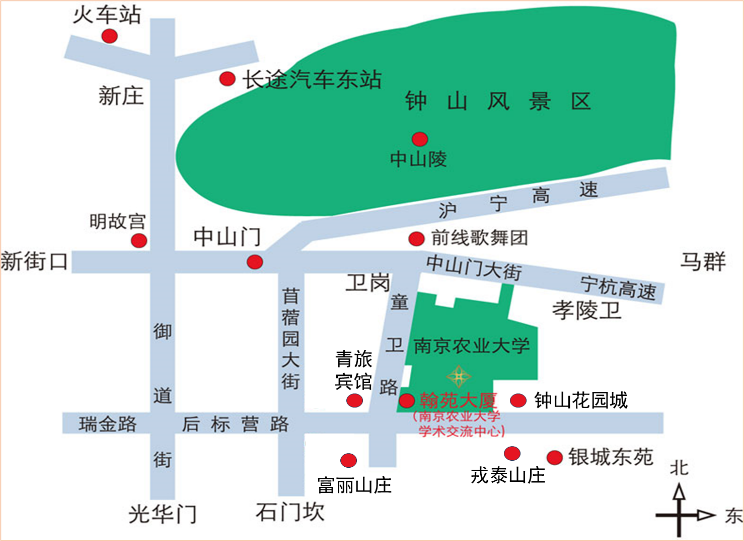 火车站
长途汽车东站
新庄
钟山风景区
中山陵
沪宁高速
明故宫
中山门
前线歌舞团
新街口
中山门大街
宁杭高速
马群
卫岗
孝陵卫
苜蓿园大街
童卫路
御道街
南京农业大学
青旅
宾馆
翰苑大厦
(南京农业大学
学术交流中心)
钟山花园城
瑞金路
后标营路
富丽山庄
戎泰山庄
银城东苑
北
东
光华门
石门坎